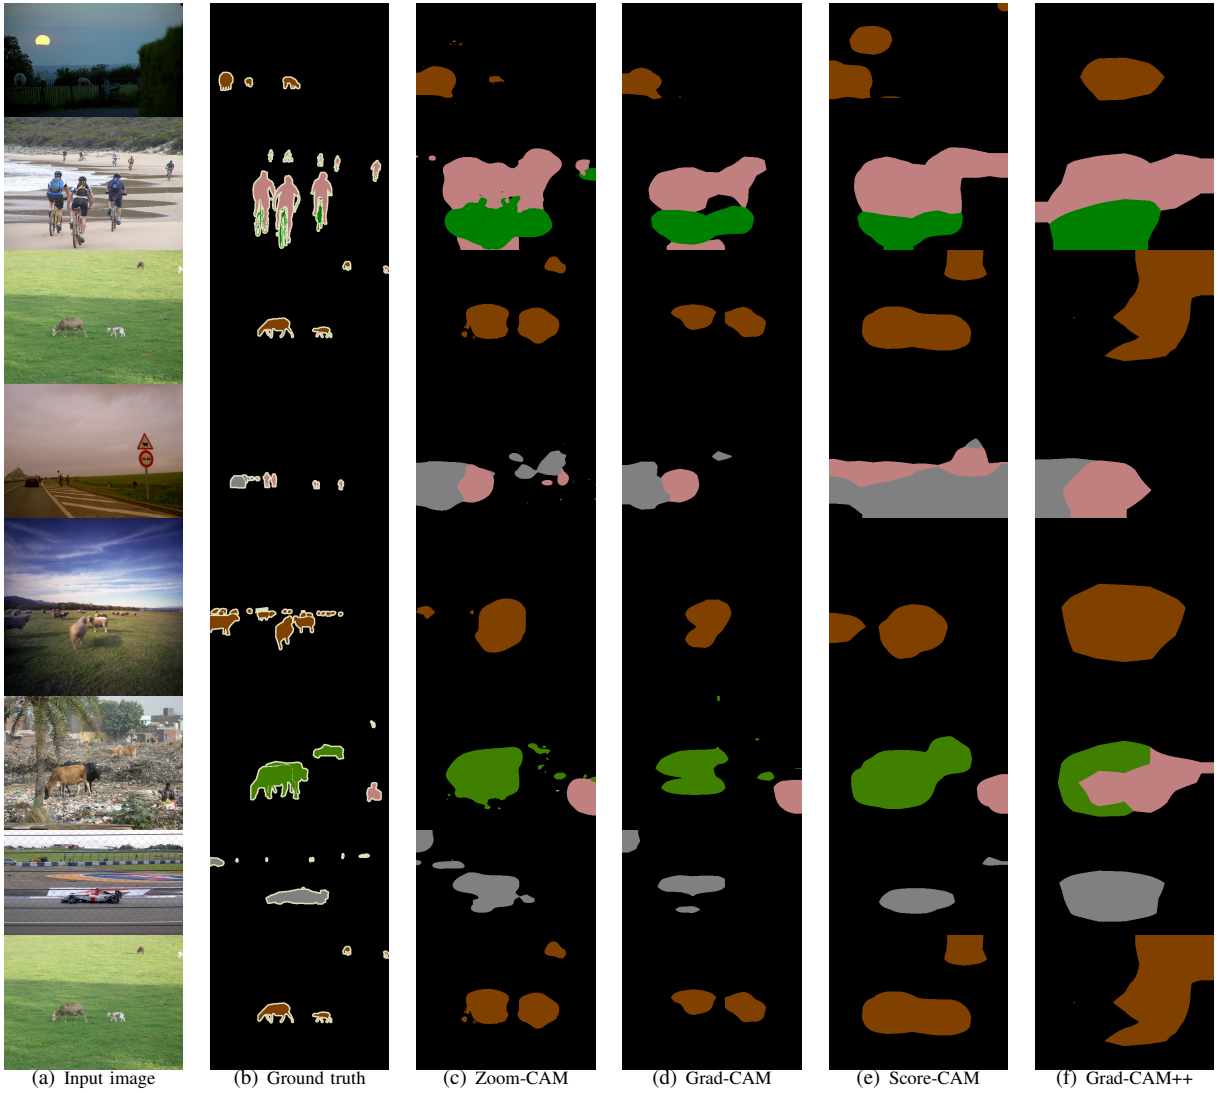 (a) Input image
(b) Ground truth
(c) Zoom-CAM
(d) Grad-CAM
(e) Score-CAM
(f) Grad-CAM++